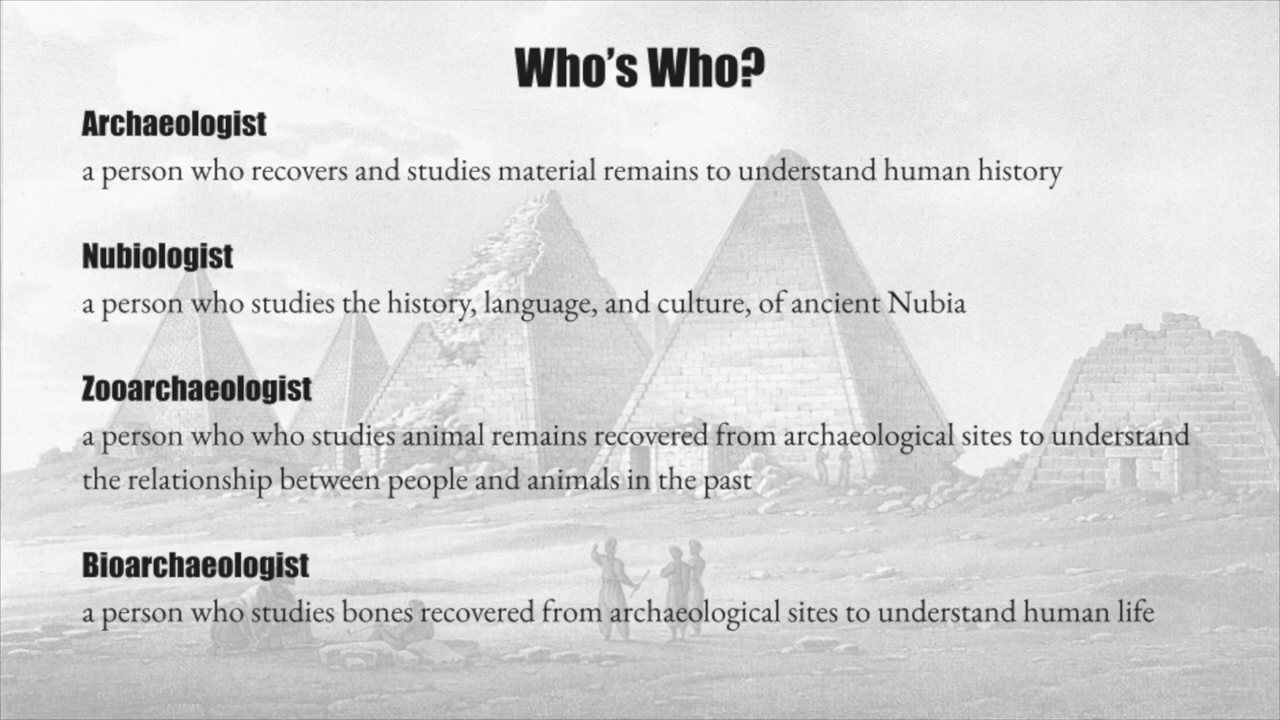 Who’s Who?
Archaeologist
a person who recovers and studies material remains to understand human history
Nubiologist
a person who studies the history, language, and culture, of ancient Nubia
Zooarchaeologist
a person who who studies animal remains recovered from archaeological sites to understand
the relationship between people and animals in the past
Bioarchaeologist
a person who studies bones recovered from archaeological sites to understand human life